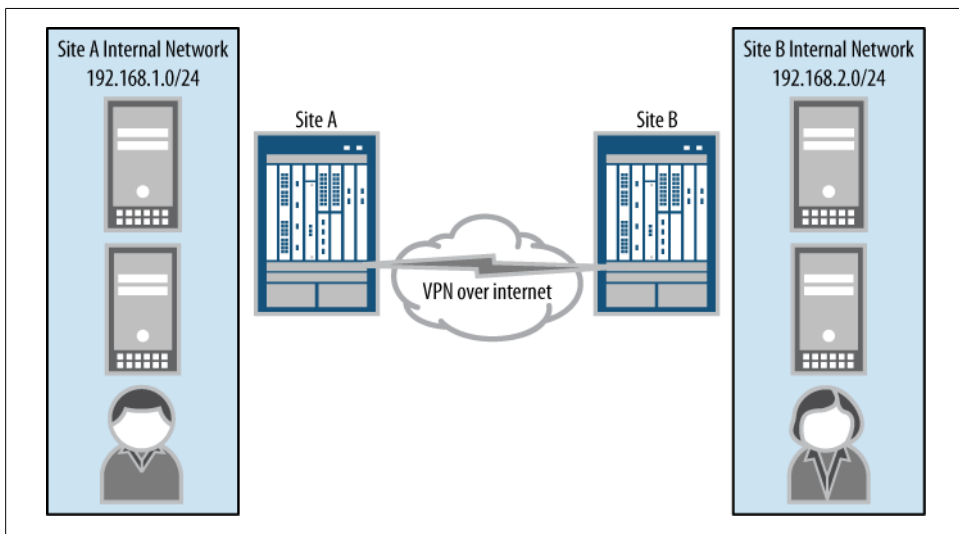 Site A Internal Network
192.168.1.0/24
Site A
VPN over internet
Site B
Site B Internal Network
192.168.2.0/24